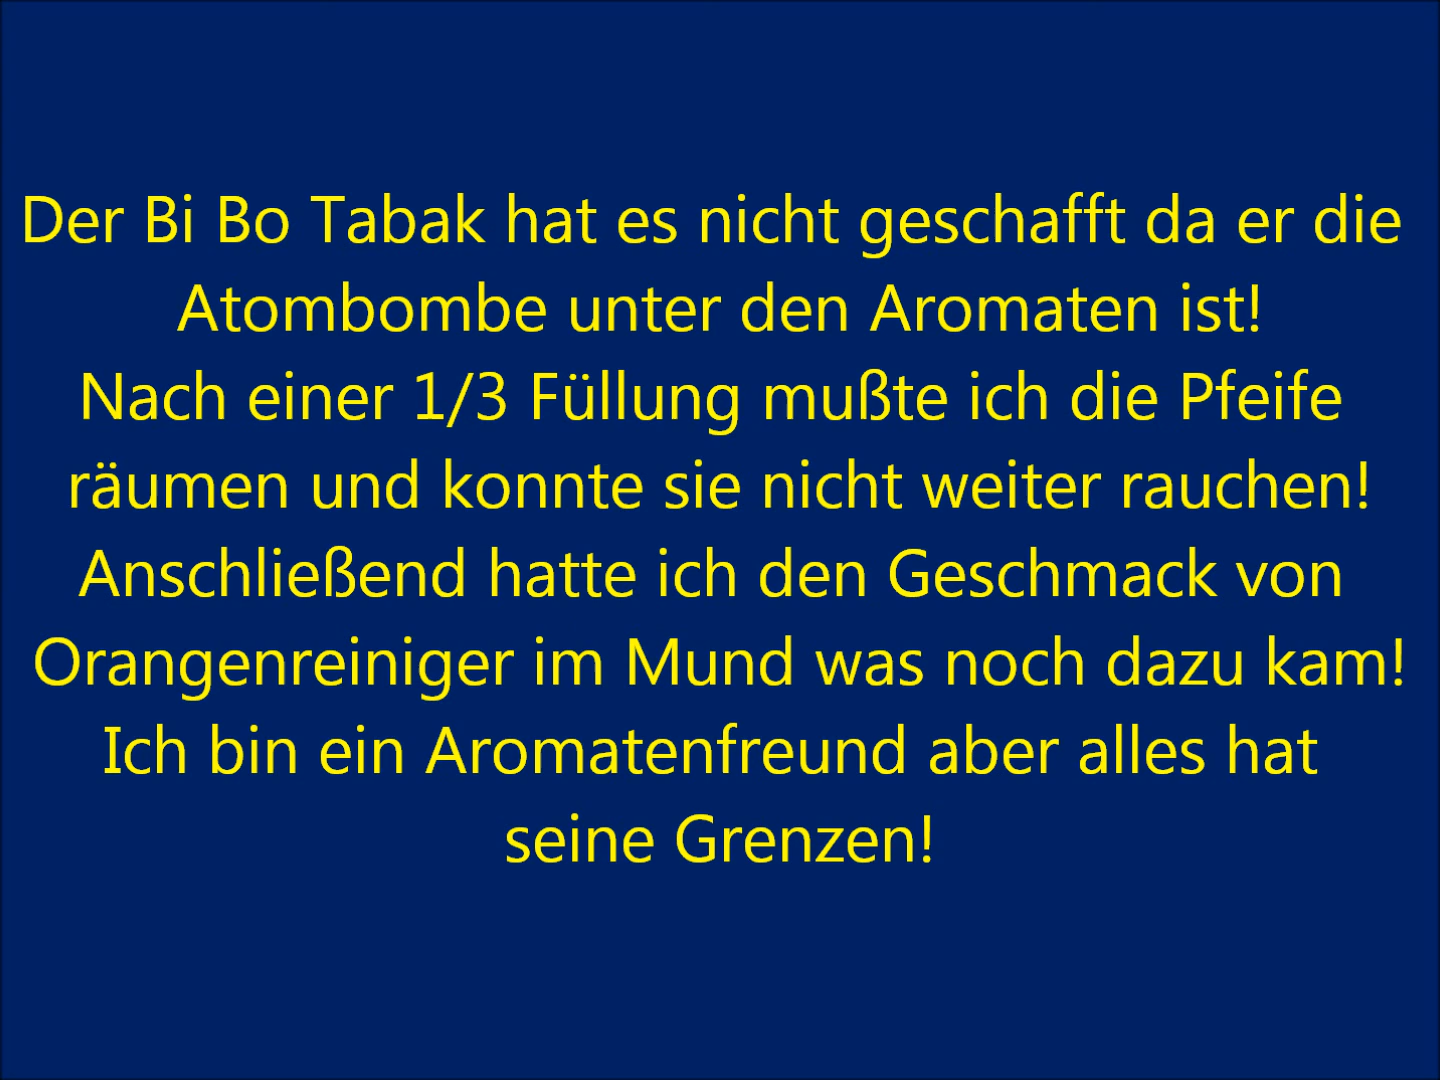 Der Bi Bo Tabak hat es nicht geschafft da er die
Atombombe unter den Aromaten ist!
Nach einer 1/3 Füllung mußte ich die Pfeife
räumen und konnte sie nicht weiter rauchen!
Anschließend hatte ich den Geschmack von
Orangenreiniger im Mund was noch dazu kam!
Ich bin ein Aromatenfreund aber alles hat
seine Grenzen!